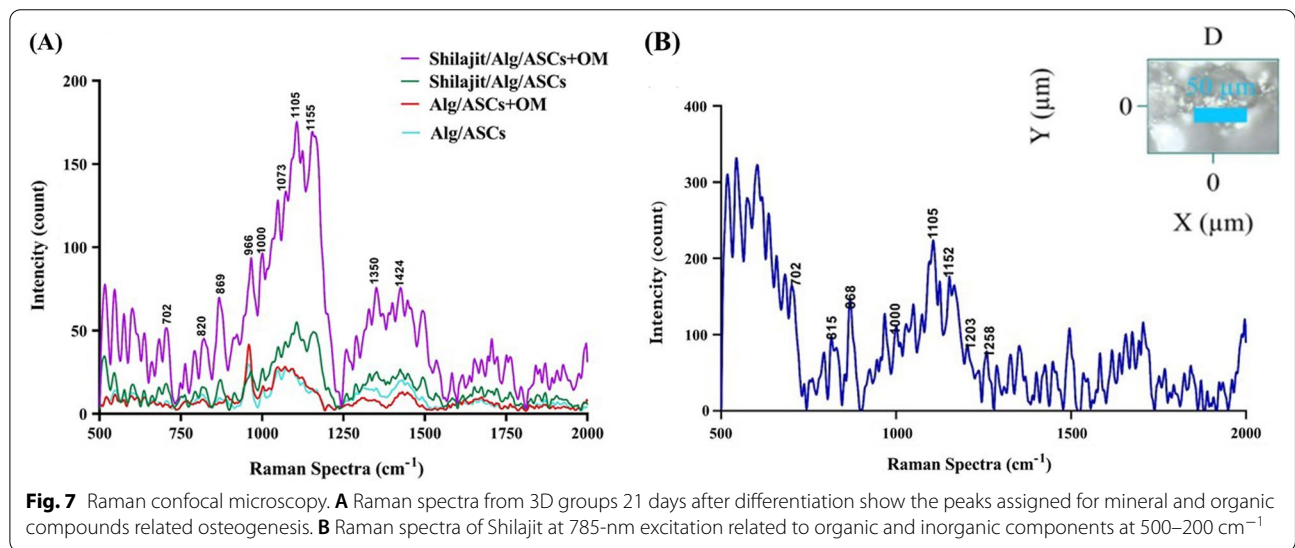 (A)
Shilajit/Alg/ASCs+OM
Shilajit/Alg/ASCs
Alg/ASCs+OM
Alg/ASCs
Intencity (count)
200
150
100
50
0
702
820
869
966
1000
1073
1105
1155
1350
1424
500
750
1000
1250
1500
1750
2000
Raman Spectra (cm⁻¹)
(B)
D
Y (µm)
0
50 µm
0
X (µm)
Intencity (count)
400
300
200
100
0
702
815
868
1000
1105
1152
1203
1258
500
1000
1500
2000
Raman Spectra (cm⁻¹)
Fig. 7 Raman confocal microscopy. A Raman spectra from 3D groups 21 days after differentiation show the peaks assigned for mineral and organic
compounds related osteogenesis. B Raman spectra of Shilajit at 785-nm excitation related to organic and inorganic components at 500–200 cm⁻¹